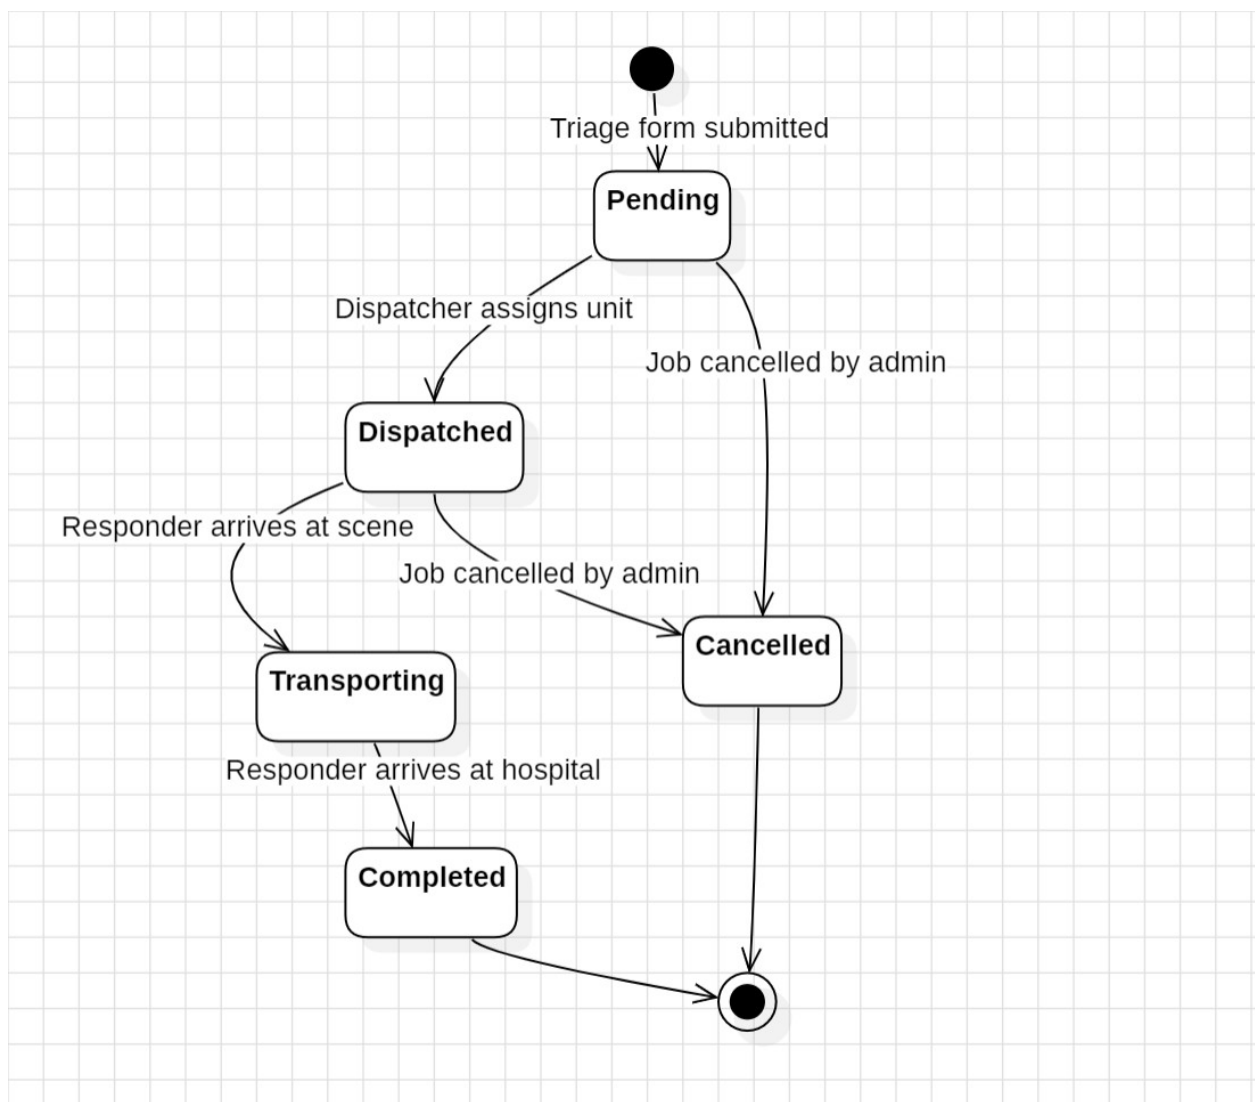 Triage form submitted
Pending
Dispatcher assigns unit
Job cancelled by admin
Dispatched
Responder arrives at scene
Job cancelled by admin
Cancelled
Transporting
Responder arrives at hospital
Completed